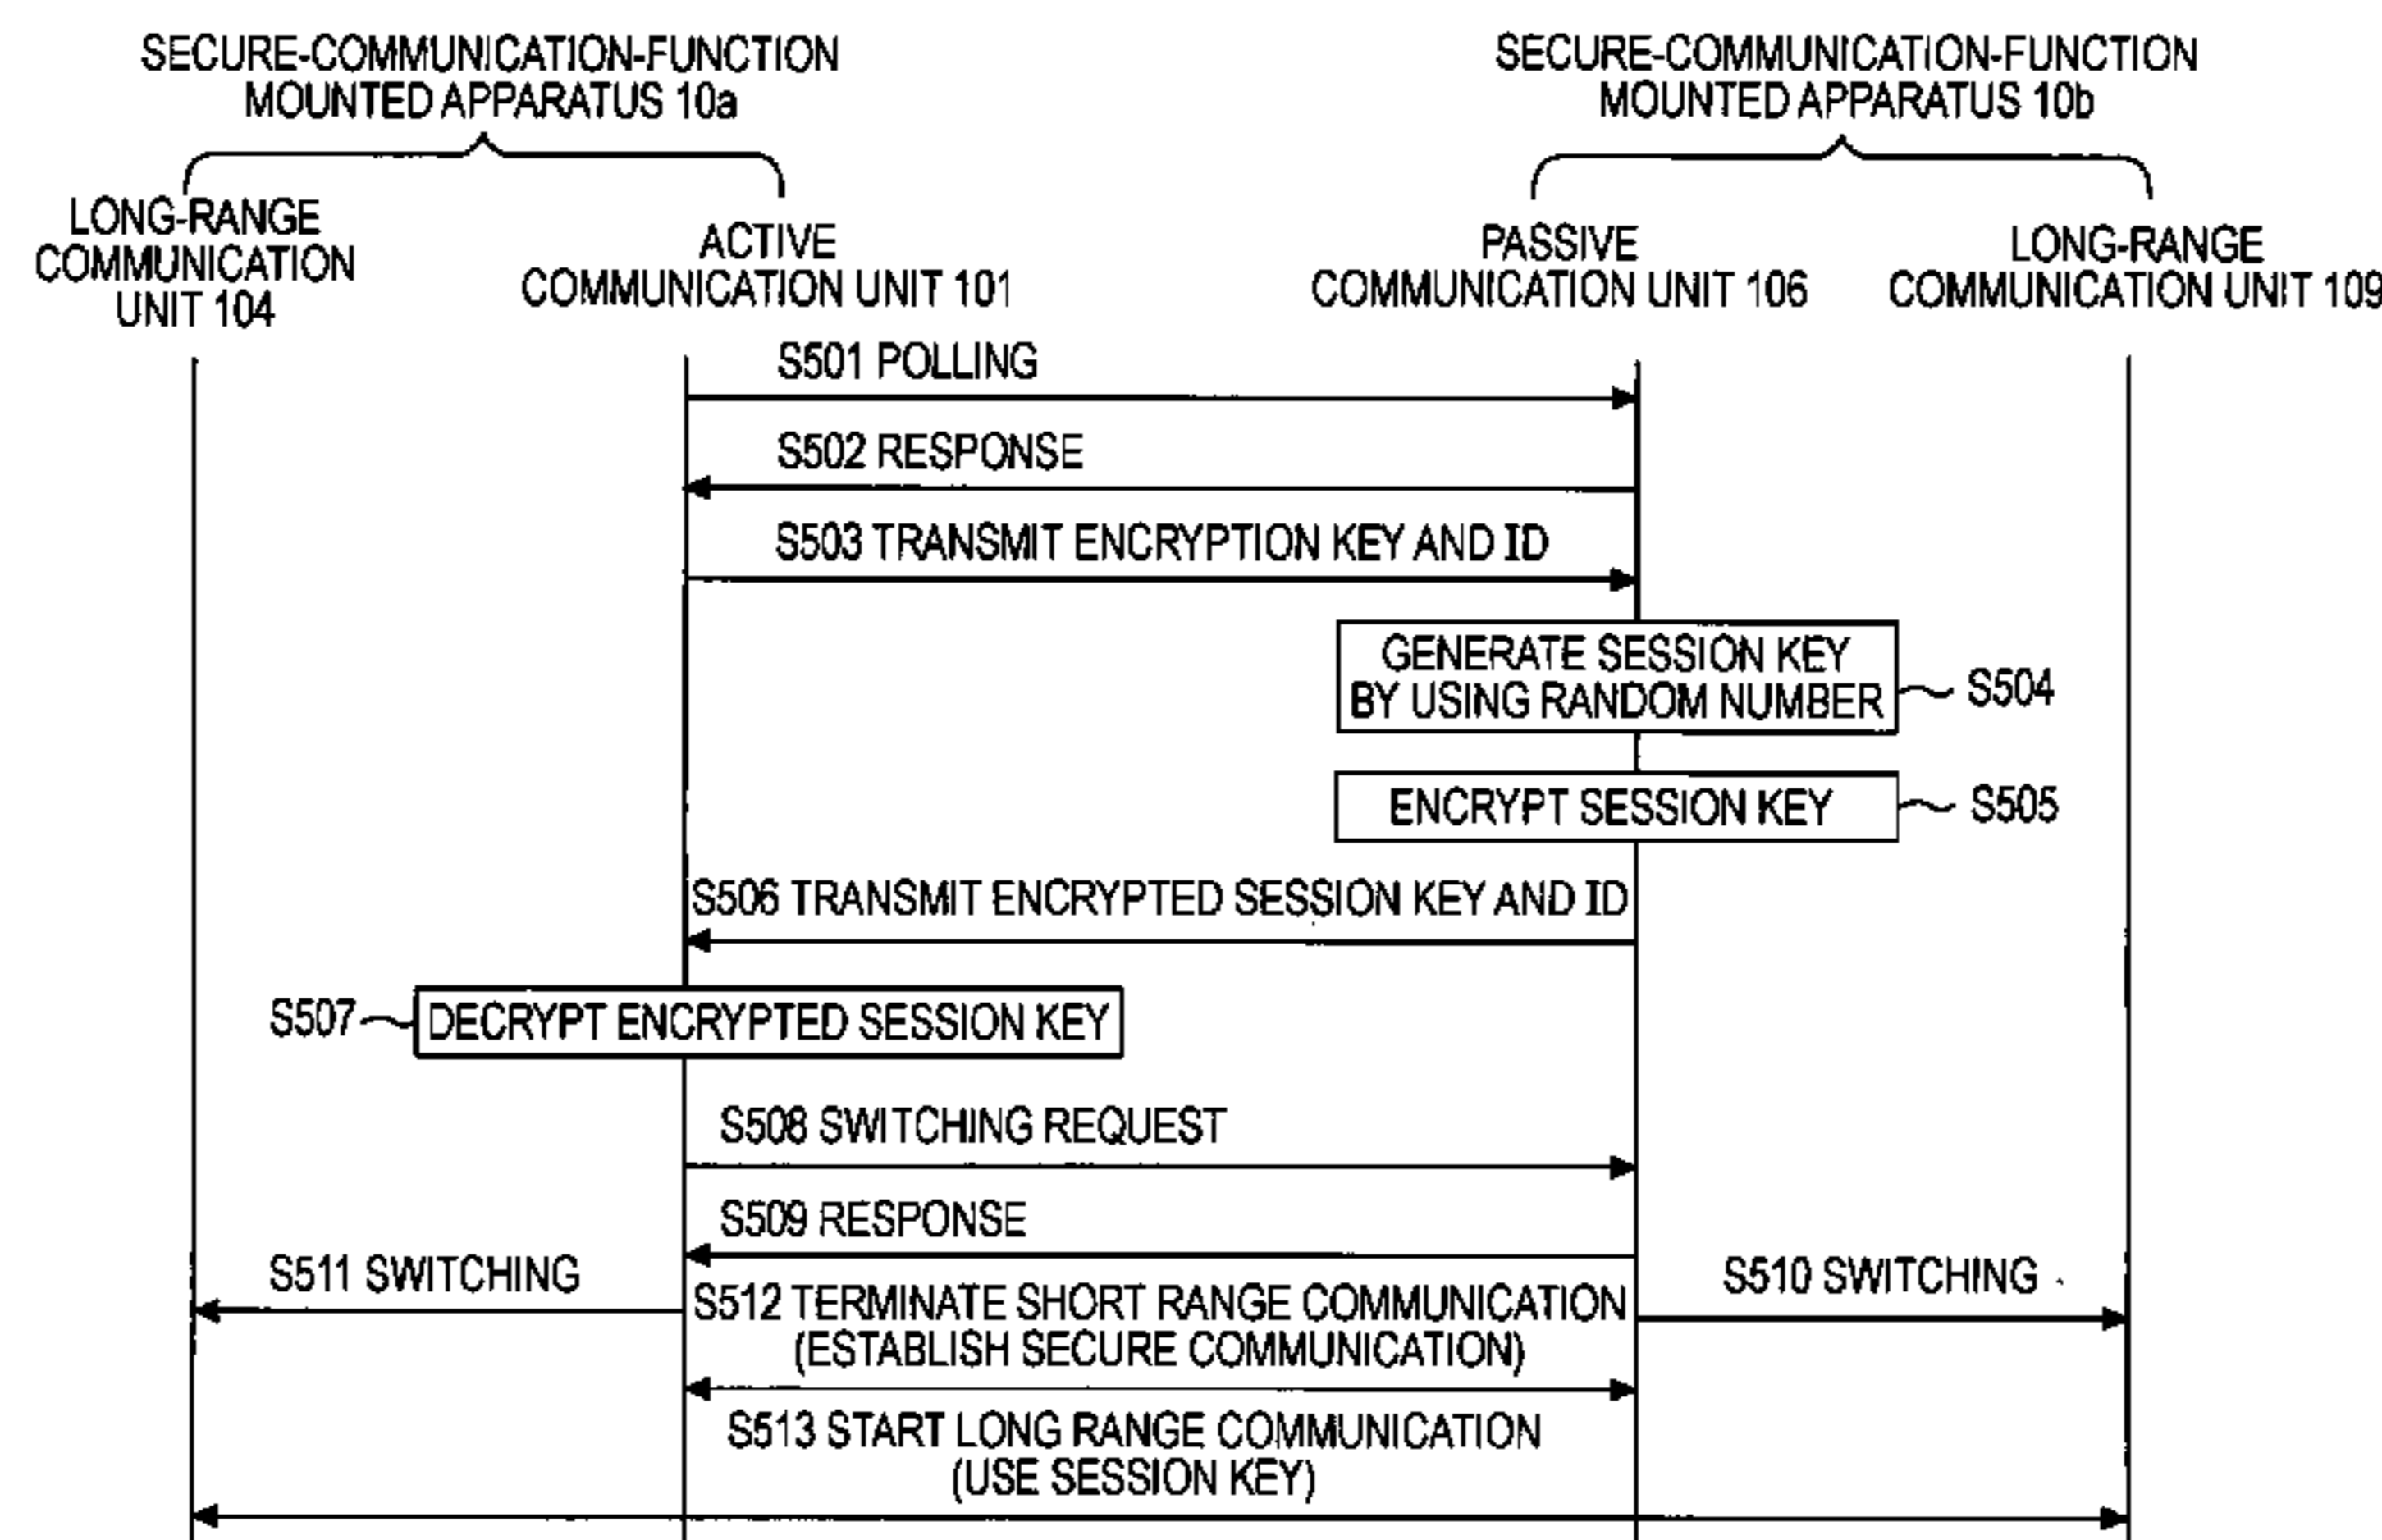 SECURE-COMMUNICATION-FUNCTION
MOUNTED APPARATUS 10a
SECURE-COMMUNICATION-FUNCTION
MOUNTED APPARATUS 10b
LONG-RANGE
COMMUNICATION
UNIT 104
ACTIVE
COMMUNICATION UNIT 101
PASSIVE
COMMUNICATION UNIT 106
LONG-RANGE
COMMUNICATION UNIT 109
S501 POLLING
S502 RESPONSE
S503 TRANSMIT ENCRYPTION KEY AND ID
GENERATE SESSION KEY
BY USING RANDOM NUMBER
S504
ENCRYPT SESSION KEY
S505
S506 TRANSMIT ENCRYPTED SESSION KEY AND ID
S507
DECRYPT ENCRYPTED SESSION KEY
S508 SWITCHING REQUEST
S509 RESPONSE
S511 SWITCHING
S510 SWITCHING
S512 TERMINATE SHORT RANGE COMMUNICATION
(ESTABLISH SECURE COMMUNICATION)
S513 START LONG RANGE COMMUNICATION
(USE SESSION KEY)